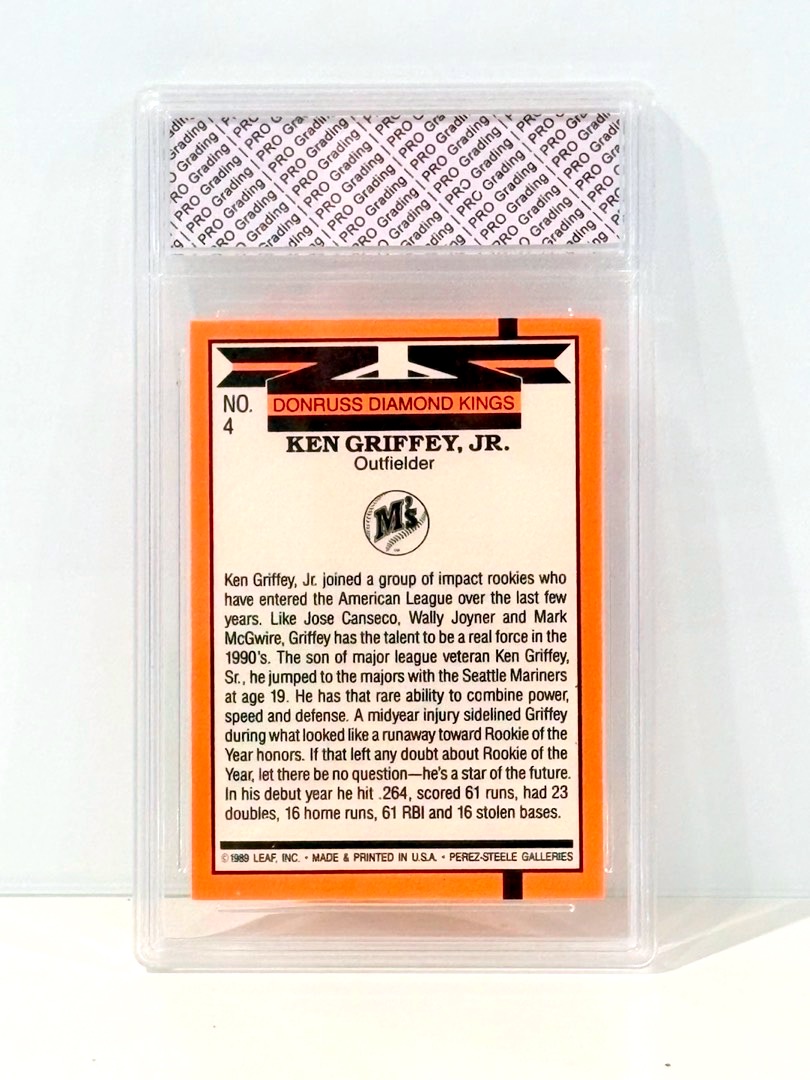 PRO Grading | PRO Grading | PRO Grading
NO.
4
DONRUSS DIAMOND KINGS
KEN GRIFFEY, JR.
Outfielder
M's
Ken Griffey, Jr. joined a group of impact rookies who
have entered the American League over the last few
years. Like Jose Canseco, Wally Joyner and Mark
McGwire, Griffey has the talent to be a real force in the
1990's. The son of major league veteran Ken Griffey,
Sr., he jumped to the majors with the Seattle Mariners
at age 19. He has that rare ability to combine power,
speed and defense. A midyear injury sidelined Griffey
during what looked like a runaway toward Rookie of the
Year honors. If that left any doubt about Rookie of the
Year, let there be no question—he's a star of the future.
In his debut year he hit .264, scored 61 runs, had 23
doubles, 16 home runs, 61 RBI and 16 stolen bases.
©1989 LEAF, INC. • MADE & PRINTED IN U.S.A. • PEREZ-STEELE GALLERIES